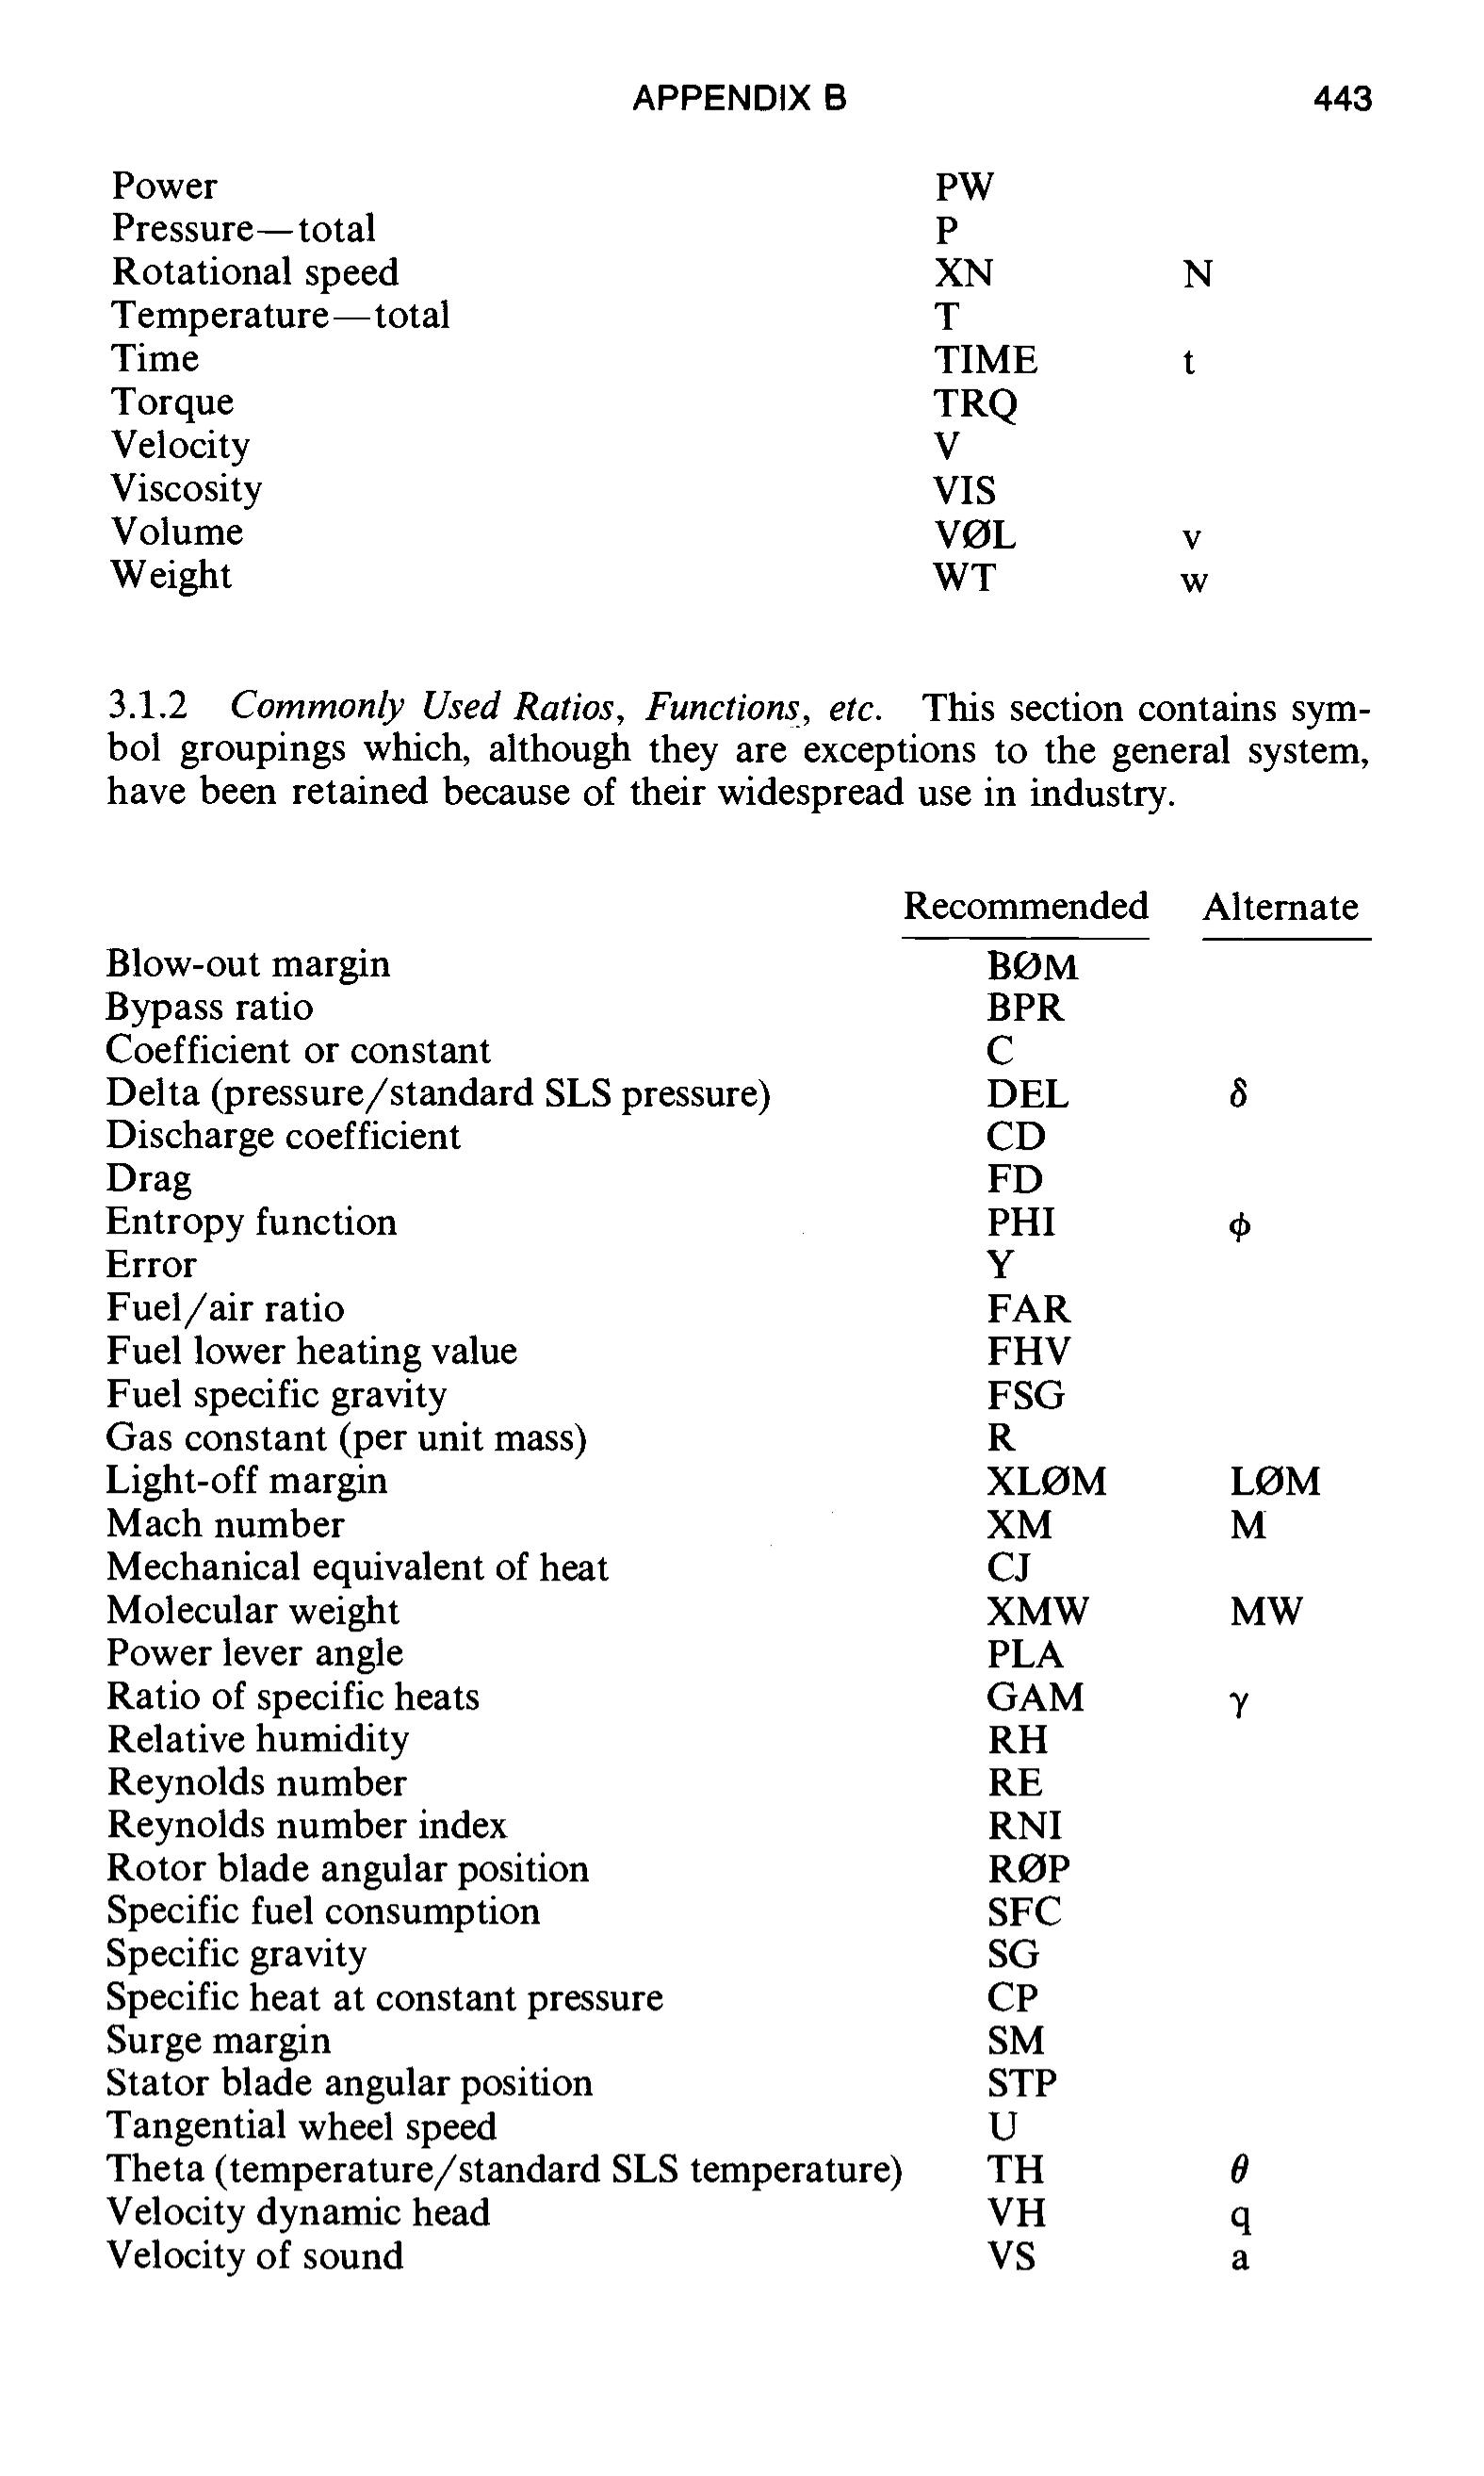 APPENDIX B 443
Power PW
Pressure—total P
Rotational speed XN N
Temperature—total T
Time TIME t
Torque TRQ
Velocity V
Viscosity VIS
Volume VØL v
Weight WT w
3.1.2 Commonly Used Ratios, Functions, etc. This section contains sym-
bol groupings which, although they are exceptions to the general system,
have been retained because of their widespread use in industry.
Recommended Alternate
Blow-out margin BØM
Bypass ratio BPR
Coefficient or constant C
Delta (pressure/standard SLS pressure) DEL δ
Discharge coefficient CD
Drag FD
Entropy function PHI ϕ
Error Y
Fuel/air ratio FAR
Fuel lower heating value FHV
Fuel specific gravity FSG
Gas constant (per unit mass) R
Light-off margin XLØM LØM
Mach number XM M
Mechanical equivalent of heat CJ
Molecular weight XMW MW
Power lever angle PLA
Ratio of specific heats GAM γ
Relative humidity RH
Reynolds number RE
Reynolds number index RNI
Rotor blade angular position RØP
Specific fuel consumption SFC
Specific gravity SG
Specific heat at constant pressure CP
Surge margin SM
Stator blade angular position STP
Tangential wheel speed U
Theta (temperature/standard SLS temperature) TH θ
Velocity dynamic head VH q
Velocity of sound VS a